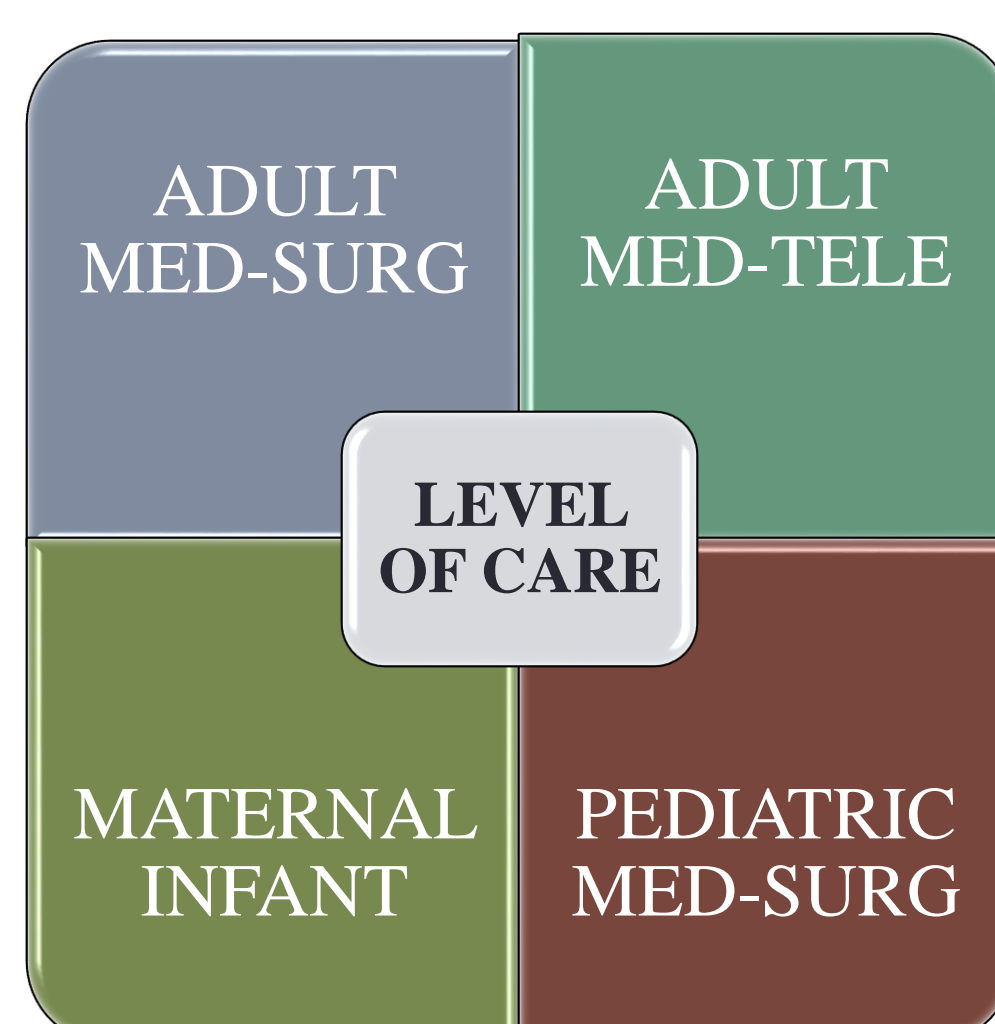 ADULT
MED-SURG
ADULT
MED-TELE
LEVEL
OF CARE
MATERNAL
INFANT
PEDIATRIC
MED-SURG